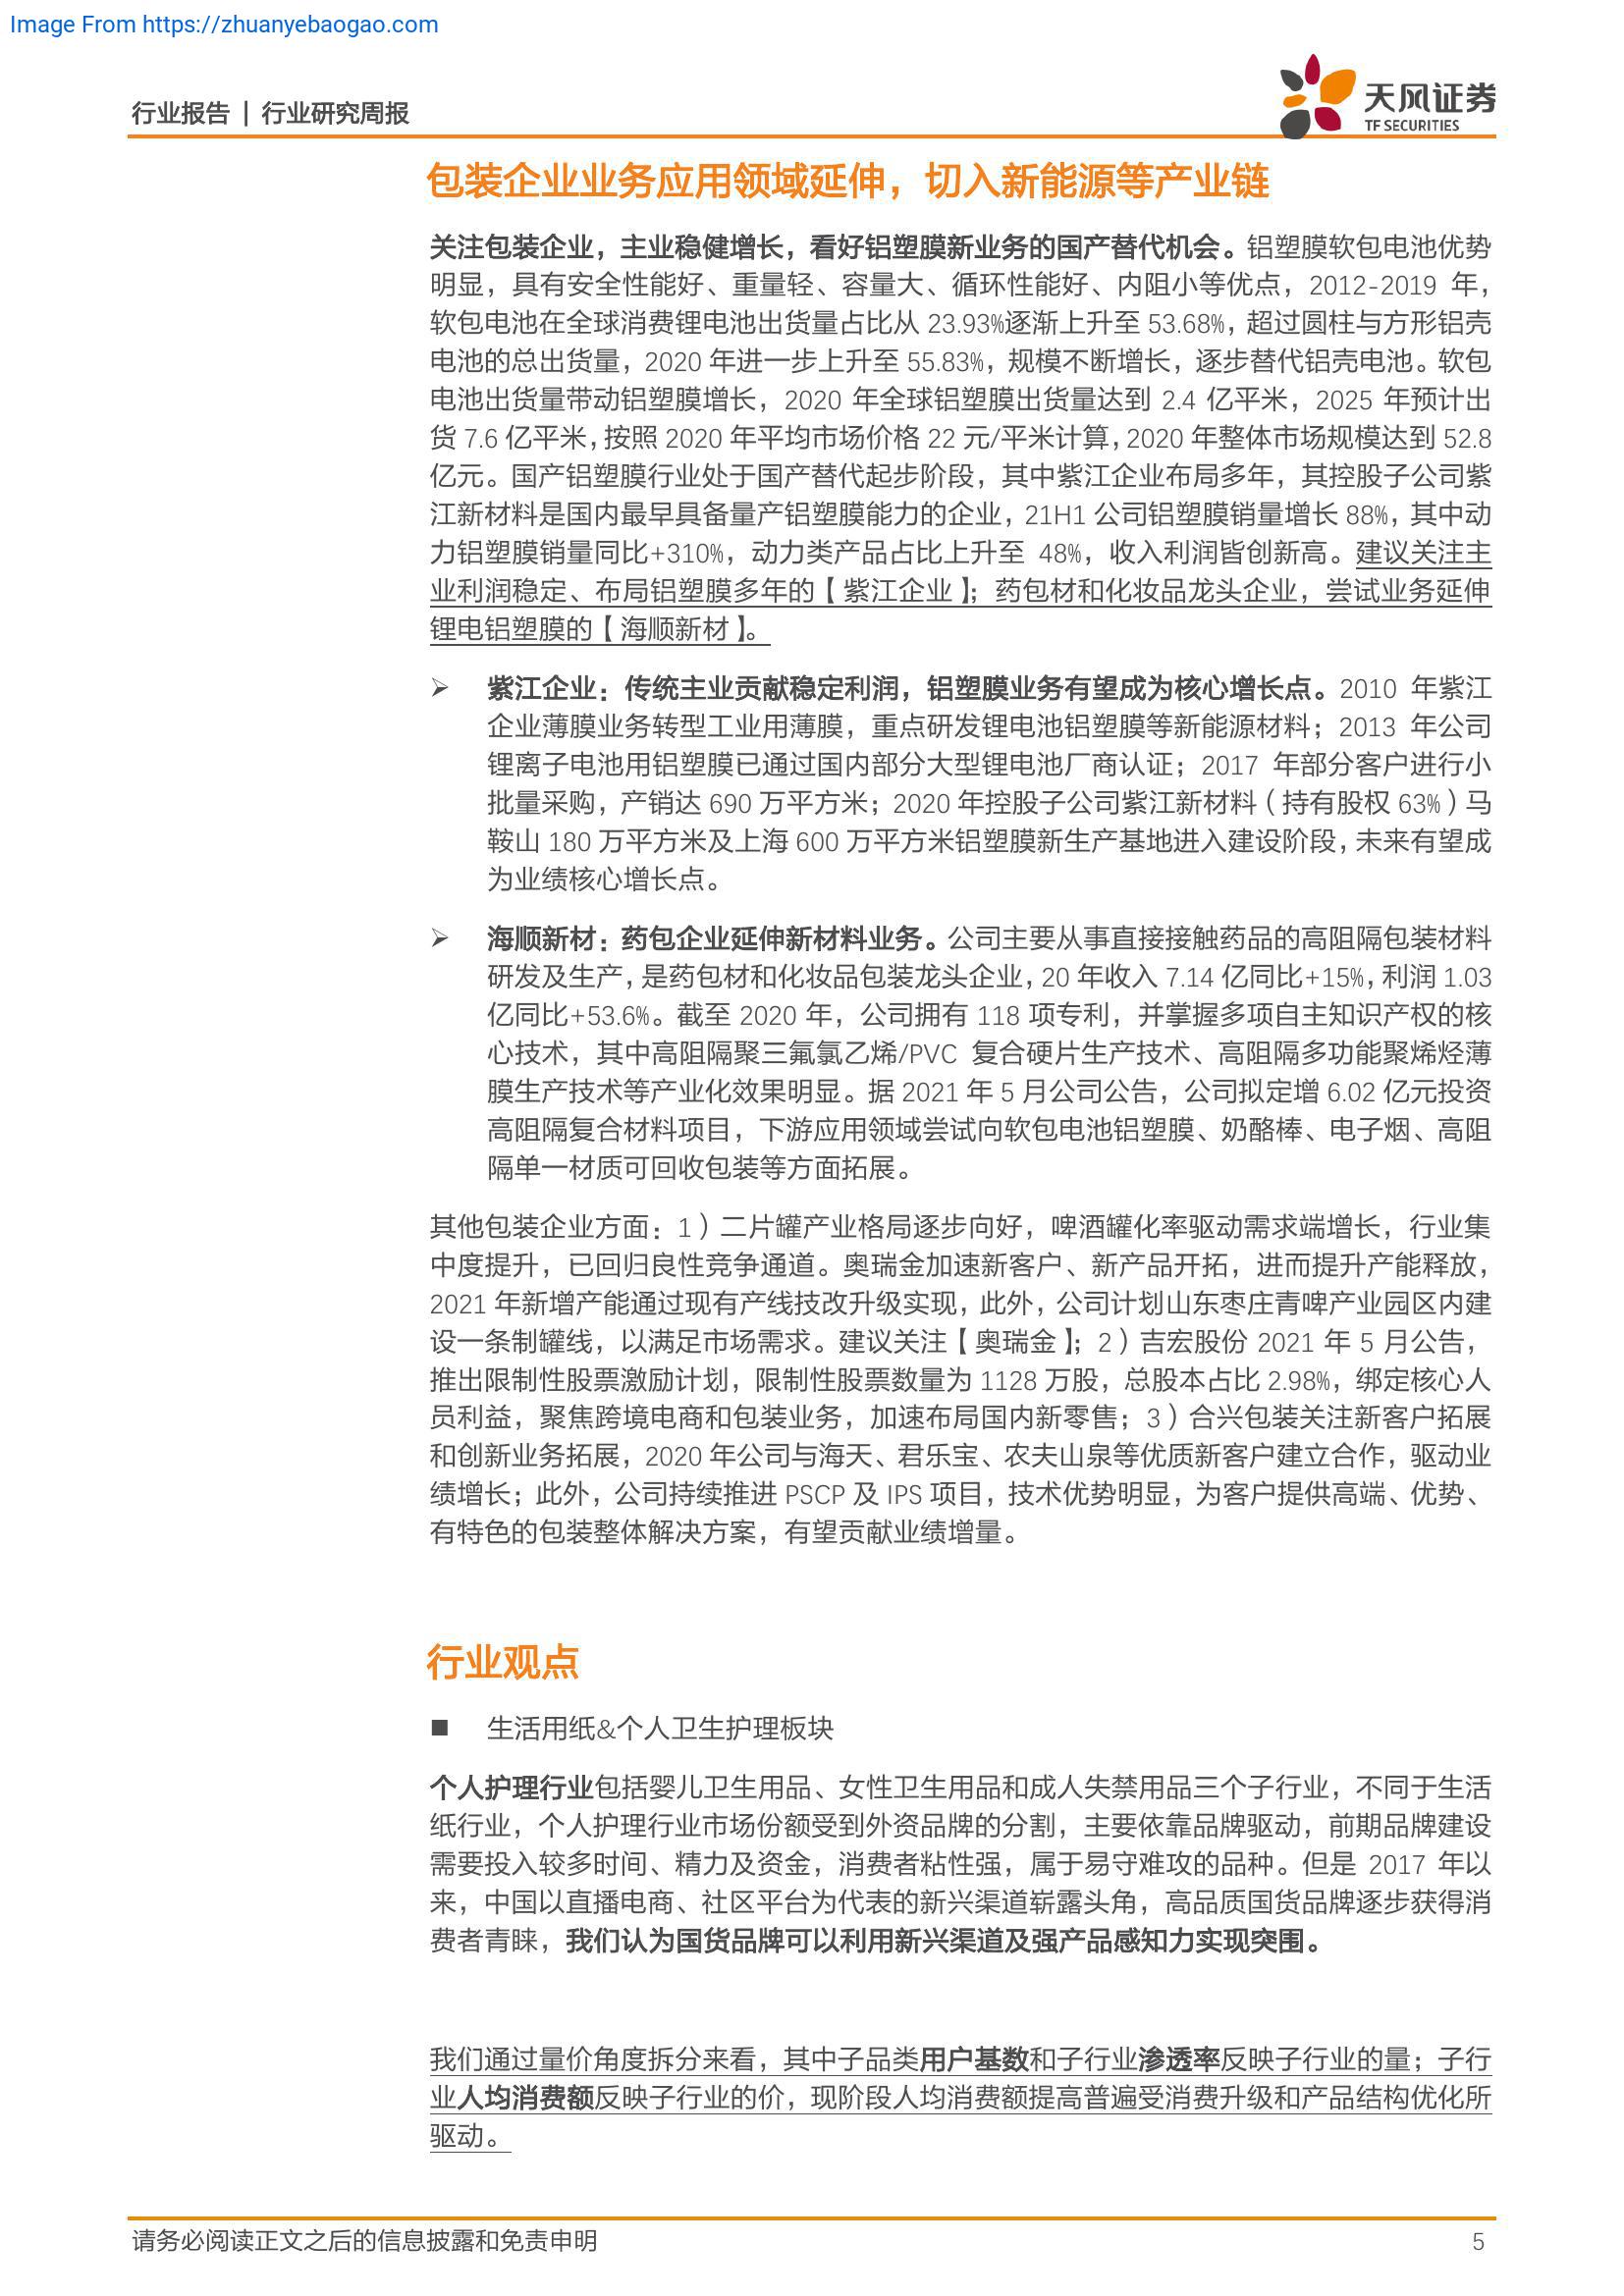 Image From https://zhuanyebaogao.com
行业报告 | 行业研究周报
天风证券
TF SECURITIES
包装企业业务应用领域延伸，切入新能源等产业链
关注包装企业，主业稳健增长，看好铝塑膜新业务的国产替代机会。铝塑膜软包电池优势
明显，具有安全性能好、重量轻、容量大、循环性能好、内阻小等优点，2012-2019 年，
软包电池在全球消费锂电池出货量占比从 23.93%逐渐上升至 53.68%，超过圆柱与方形铝壳
电池的总出货量，2020 年进一步上升至 55.83%，规模不断增长，逐步替代铝壳电池。软包
电池出货量带动铝塑膜增长，2020 年全球铝塑膜出货量达到 2.4 亿平米，2025 年预计出
货 7.6 亿平米，按照 2020 年平均市场价格 22 元/平米计算，2020 年整体市场规模达到 52.8
亿元。国产铝塑膜行业处于国产替代起步阶段，其中紫江企业布局多年，其控股子公司紫
江新材料是国内最早具备量产铝塑膜能力的企业，21H1 公司铝塑膜销量增长 88%，其中动
力铝塑膜销量同比+310%，动力类产品占比上升至 48%，收入利润皆创新高。建议关注主
业利润稳定、布局铝塑膜多年的【紫江企业】；药包材和化妆品龙头企业，尝试业务延伸
锂电铝塑膜的【海顺新材】。
➢ 紫江企业：传统主业贡献稳定利润，铝塑膜业务有望成为核心增长点。2010 年紫江
企业薄膜业务转型工业用薄膜，重点研发锂电池铝塑膜等新能源材料；2013 年公司
锂离子电池用铝塑膜已通过国内部分大型锂电池厂商认证；2017 年部分客户进行小
批量采购，产销达 690 万平方米；2020 年控股子公司紫江新材料（持有股权 63%）马
鞍山 180 万平方米及上海 600 万平方米铝塑膜新生产基地进入建设阶段，未来有望成
为业绩核心增长点。
➢ 海顺新材：药包企业延伸新材料业务。公司主要从事直接接触药品的高阻隔包装材料
研发及生产，是药包材和化妆品包装龙头企业，20 年收入 7.14 亿同比+15%，利润 1.03
亿同比+53.6%。截至 2020 年，公司拥有 118 项专利，并掌握多项自主知识产权的核
心技术，其中高阻隔聚三氟氯乙烯/PVC 复合硬片生产技术、高阻隔多功能聚烯烃薄
膜生产技术等产业化效果明显。据 2021 年 5 月公司公告，公司拟定增 6.02 亿元投资
高阻隔复合材料项目，下游应用领域尝试向软包电池铝塑膜、奶酪棒、电子烟、高阻
隔单一材质可回收包装等方面拓展。
其他包装企业方面：1）二片罐产业格局逐步向好，啤酒罐化率驱动需求端增长，行业集
中度提升，已回归良性竞争通道。奥瑞金加速新客户、新产品开拓，进而提升产能释放，
2021 年新增产能通过现有产线技改升级实现，此外，公司计划山东枣庄青啤产业园区内建
设一条制罐线，以满足市场需求。建议关注【奥瑞金】；2）吉宏股份 2021 年 5 月公告，
推出限制性股票激励计划，限制性股票数量为 1128 万股，总股本占比 2.98%，绑定核心人
员利益，聚焦跨境电商和包装业务，加速布局国内新零售；3）合兴包装关注新客户拓展
和创新业务拓展，2020 年公司与海天、君乐宝、农夫山泉等优质新客户建立合作，驱动业
绩增长；此外，公司持续推进 PSCP 及 IPS 项目，技术优势明显，为客户提供高端、优势、
有特色的包装整体解决方案，有望贡献业绩增量。
行业观点
■ 生活用纸&个人卫生护理板块
个人护理行业包括婴儿卫生用品、女性卫生用品和成人失禁用品三个子行业，不同于生活
纸行业，个人护理行业市场份额受到外资品牌的分割，主要依靠品牌驱动，前期品牌建设
需要投入较多时间、精力及资金，消费者粘性强，属于易守难攻的品种。但是 2017 年以
来，中国以直播电商、社区平台为代表的新兴渠道崭露头角，高品质国货品牌逐步获得消
费者青睐，我们认为国货品牌可以利用新兴渠道及强产品感知力实现突围。
我们通过量价角度拆分来看，其中子品类用户基数和子行业渗透率反映子行业的量；子行
业人均消费额反映子行业的价，现阶段人均消费额提高普遍受消费升级和产品结构优化所
驱动。
请务必阅读正文之后的信息披露和免责申明
5